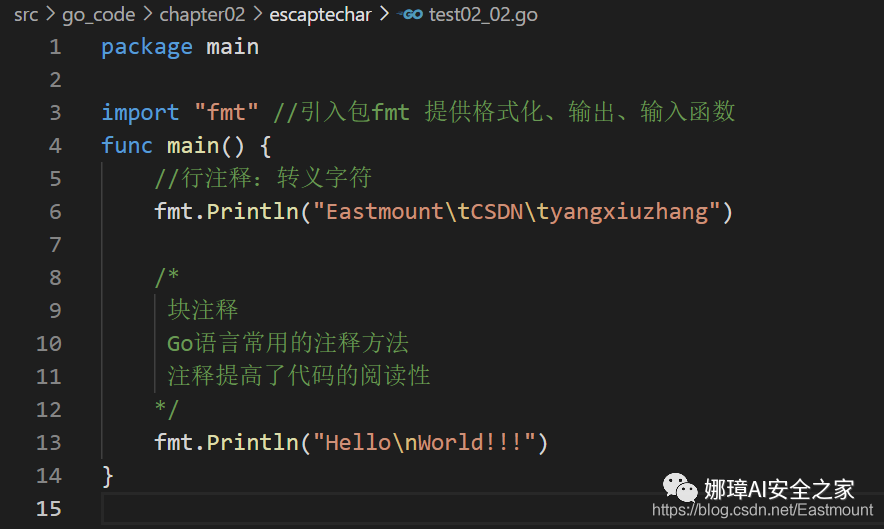 src > go_code > chapter02 > escaptechar > GO test02_02.go
1 package main
2
3 import "fmt" //引入包fmt 提供格式化、输出、输入函数
4 func main() {
5 //行注释：转义字符
6 fmt.Println("Eastmount\tCSDN\tyangxiuzhang")
7
8 /*
9 块注释
10 Go语言常用的注释方法
11 注释提高了代码的阅读性
12 */
13 fmt.Println("Hello\nWorld!!!")
14 }
15
娜璋AI安全之家
https://blog.csdn.net/Eastmount